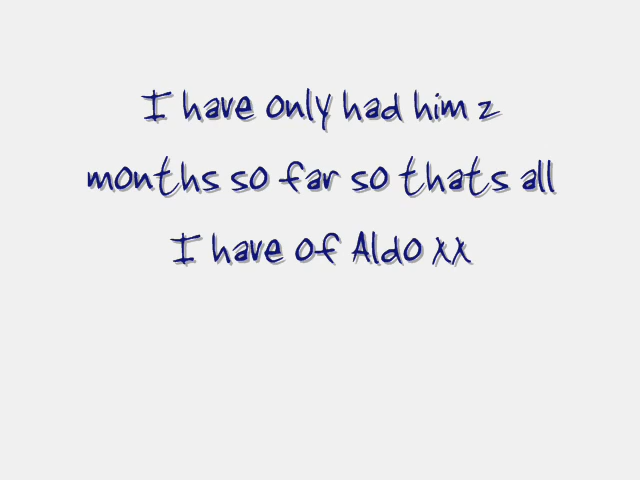 I have only had him 2
months so far so thats all
I have of Aldo xx